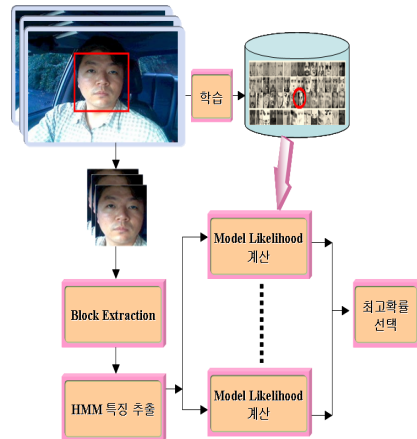 학습
Model Likelihood
계산
Block Extraction
최고확률
선택
HMM 특징 추출
Model Likelihood
계산